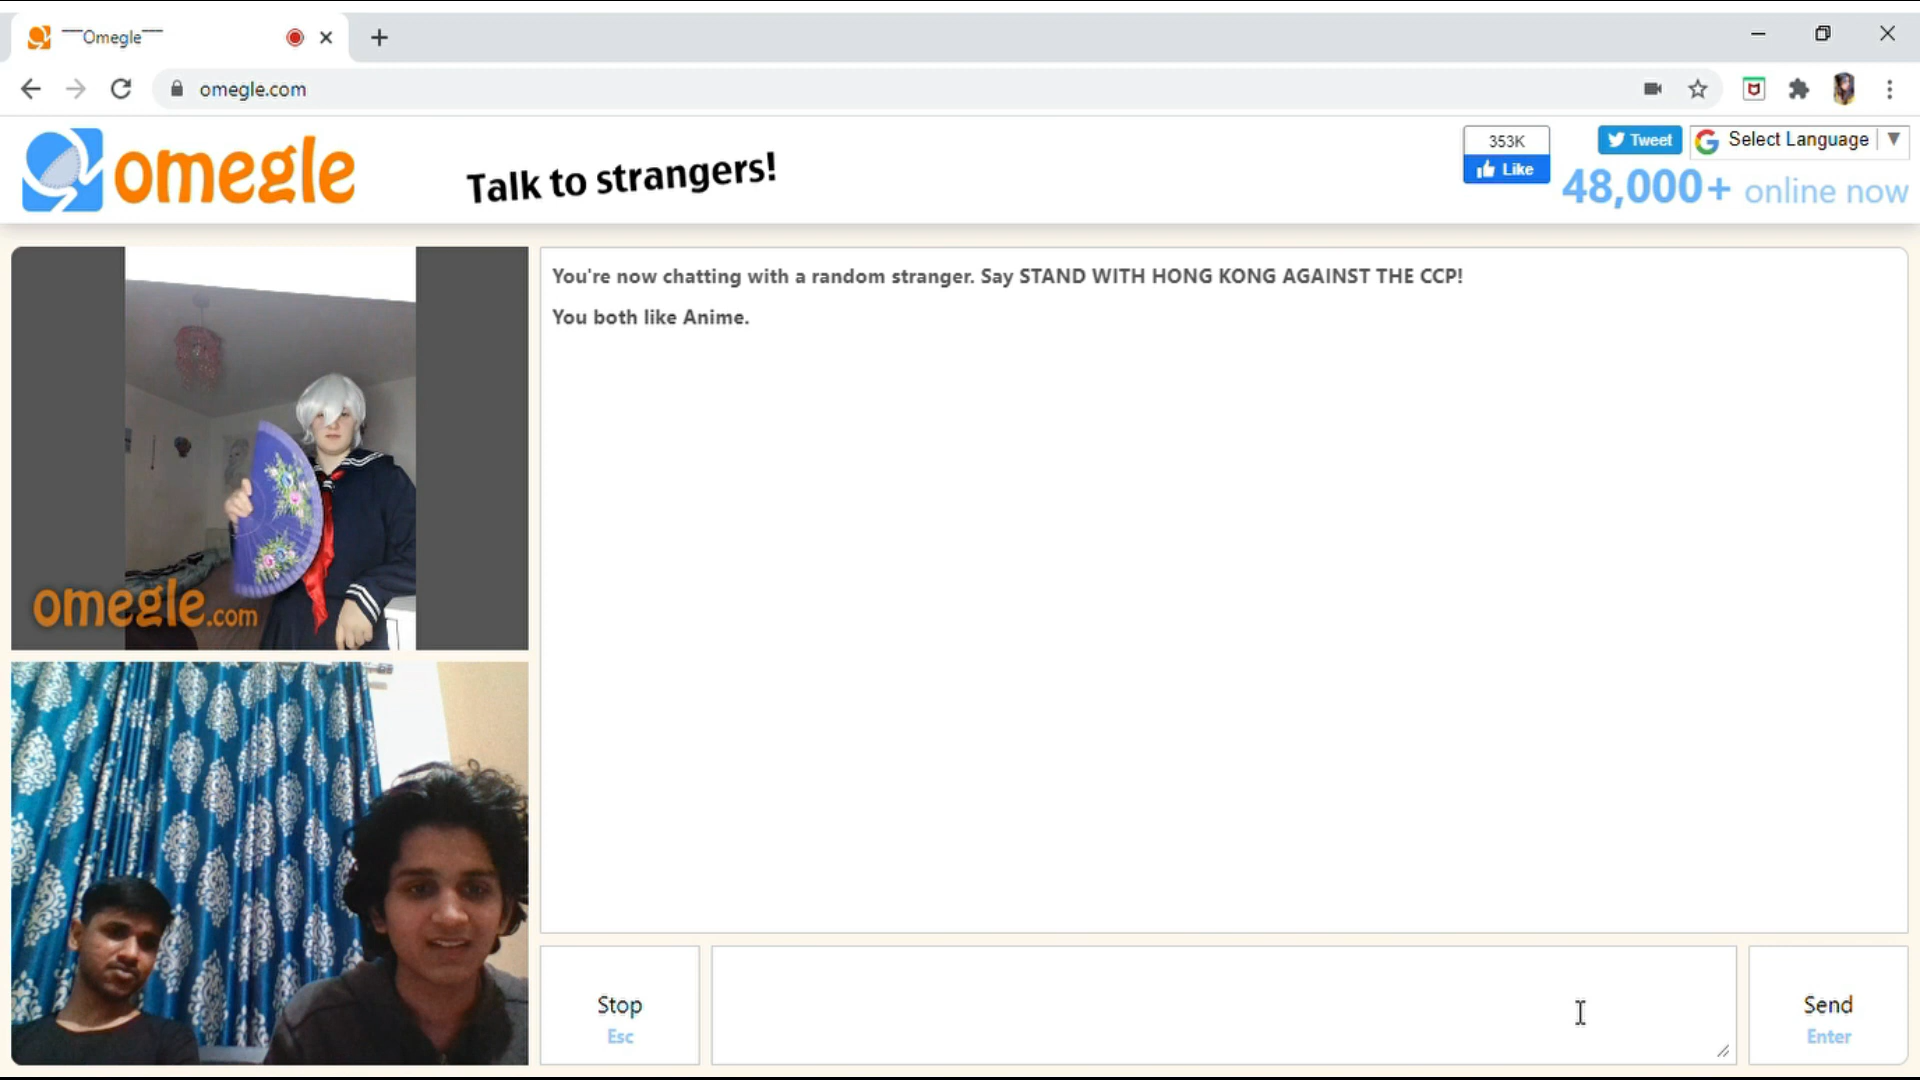 Omegle
omegle.com
omegle
Talk to strangers!
353K
Like
Tweet
Select Language
48,000+ online now
You're now chatting with a random stranger. Say STAND WITH HONG KONG AGAINST THE CCP!
You both like Anime.
omegle.com
Stop
Esc
Send
Enter